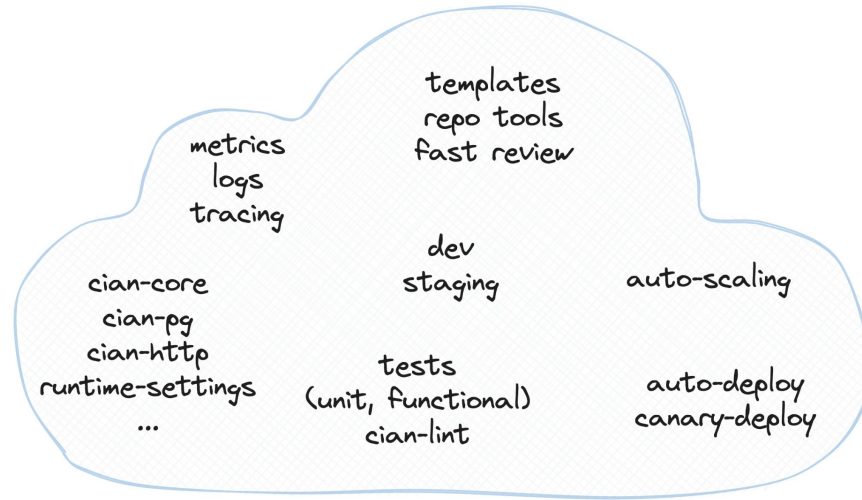 templates
repo tools
fast review
metrics
logs
tracing
dev
staging
auto-scaling
cian-core
cian-pg
cian-http
runtime-settings
...
tests
(unit, functional)
cian-lint
auto-deploy
canary-deploy